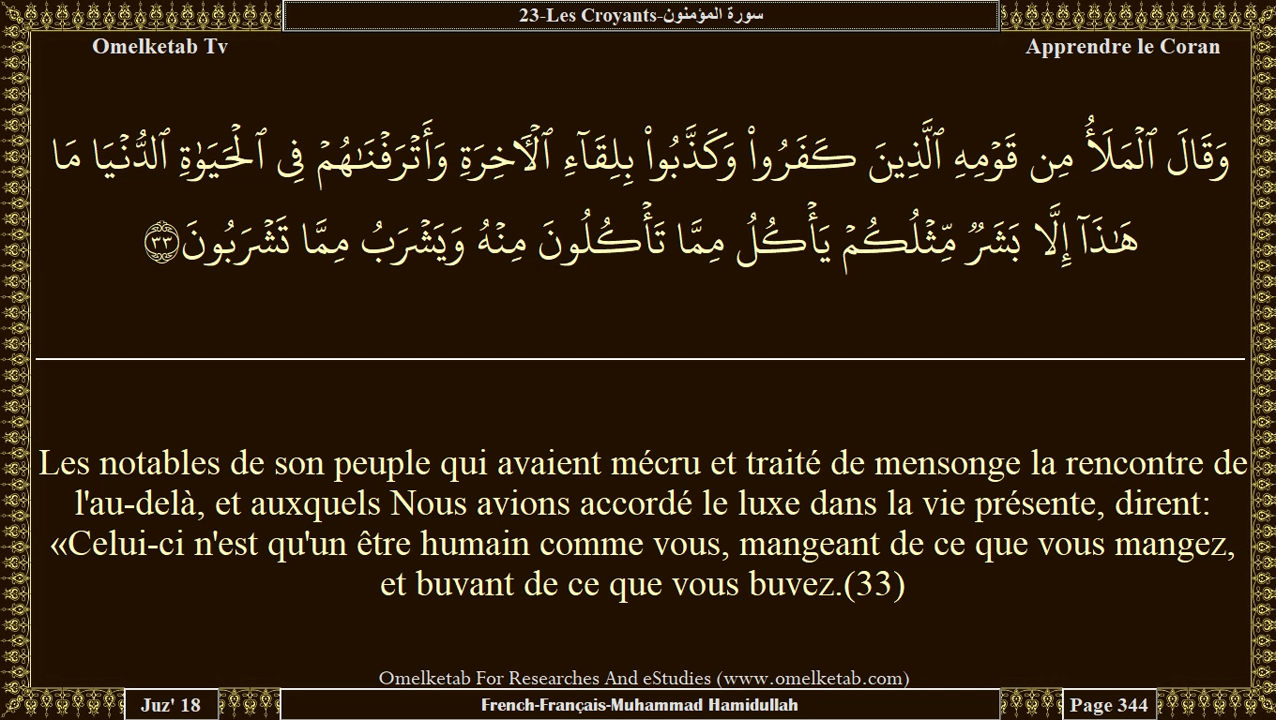 23-Les Croyants-سورة المؤمنون
Omelketab Tv
Apprendre le Coran
وَقَالَ ٱلْمَلَأُ مِن قَوْمِهِ ٱلَّذِينَ كَفَرُوا۟ وَكَذَّبُوا۟ بِلِقَآءِ ٱلْـَٔاخِرَةِ وَأَتْرَفْنَـٰهُمْ فِى ٱلْحَيَوٰةِ ٱلدُّنْيَا مَا
هَـٰذَآ إِلَّا بَشَرٌ مِّثْلُكُمْ يَأْكُلُ مِمَّا تَأْكُلُونَ مِنْهُ وَيَشْرَبُ مِمَّا تَشْرَبُونَ ٣٣
Les notables de son peuple qui avaient mécru et traité de mensonge la rencontre de
l'au-delà, et auxquels Nous avions accordé le luxe dans la vie présente, dirent:
«Celui-ci n'est qu'un être humain comme vous, mangeant de ce que vous mangez,
et buvant de ce que vous buvez.(33)
Omelketab For Researches And eStudies (www.omelketab.com)
Juz' 18
French-Français-Muhammad Hamidullah
Page 344